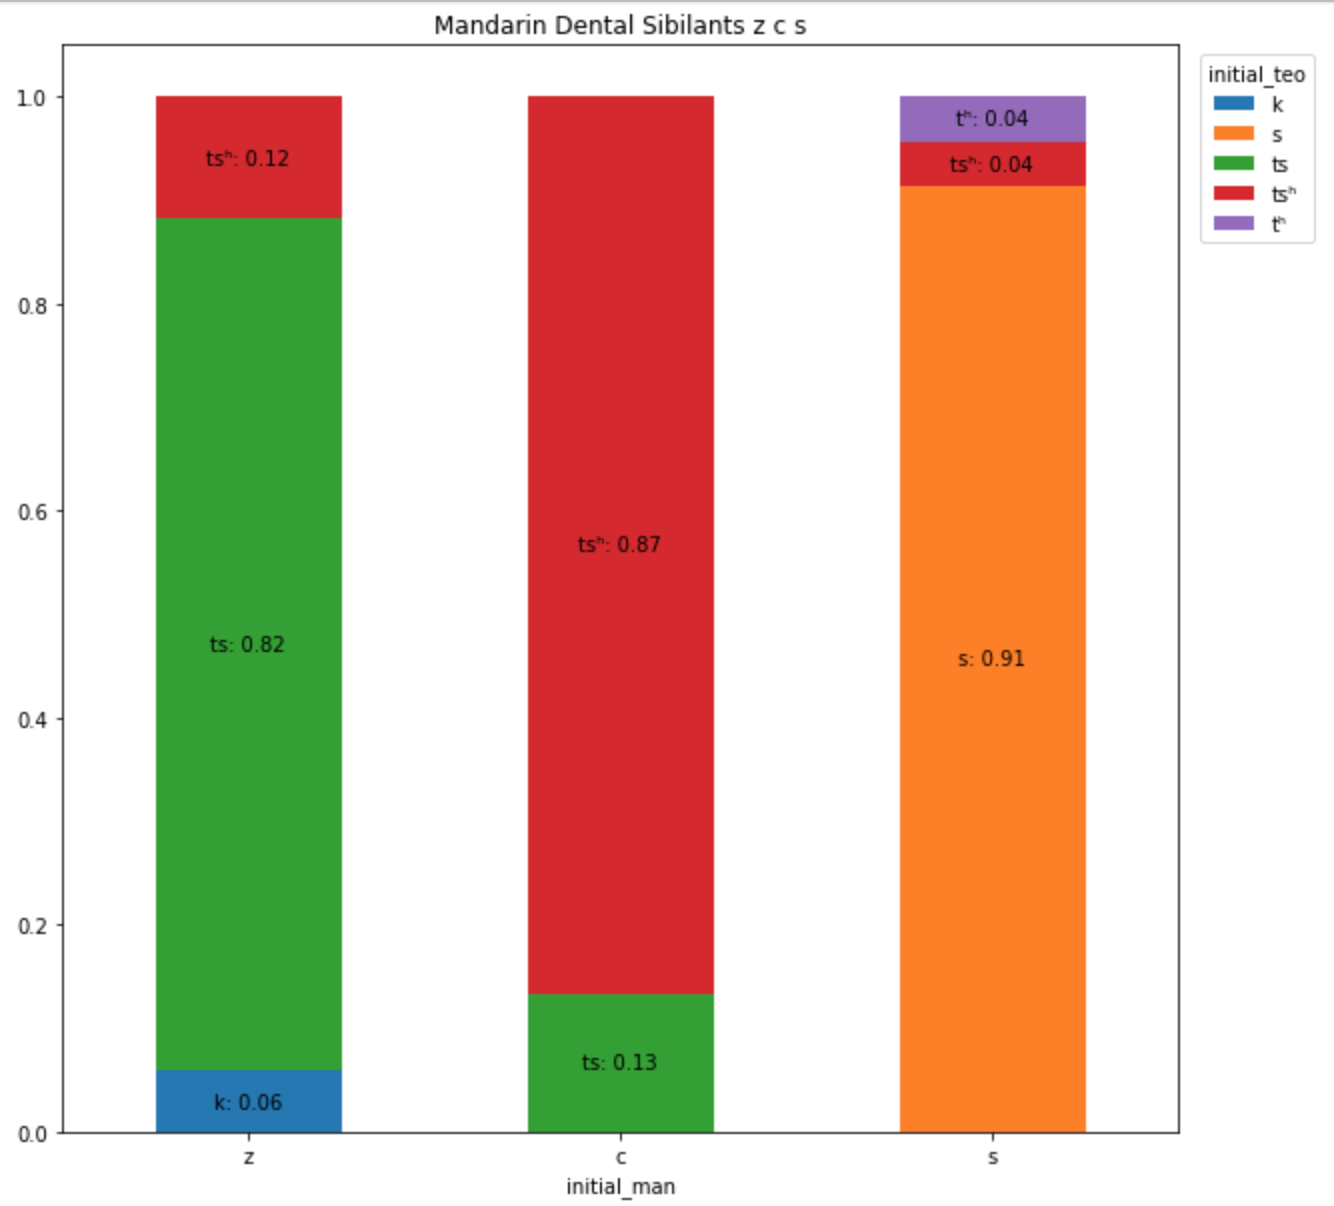 Mandarin Dental Sibilants z c s
initial_teo
k
s
ts
tsʰ
tʰ
1.0
0.8
0.6
0.4
0.2
0.0
tsʰ: 0.12
ts: 0.82
k: 0.06
tsʰ: 0.87
ts: 0.13
tʰ: 0.04
tsʰ: 0.04
s: 0.91
z
c
s
initial_man